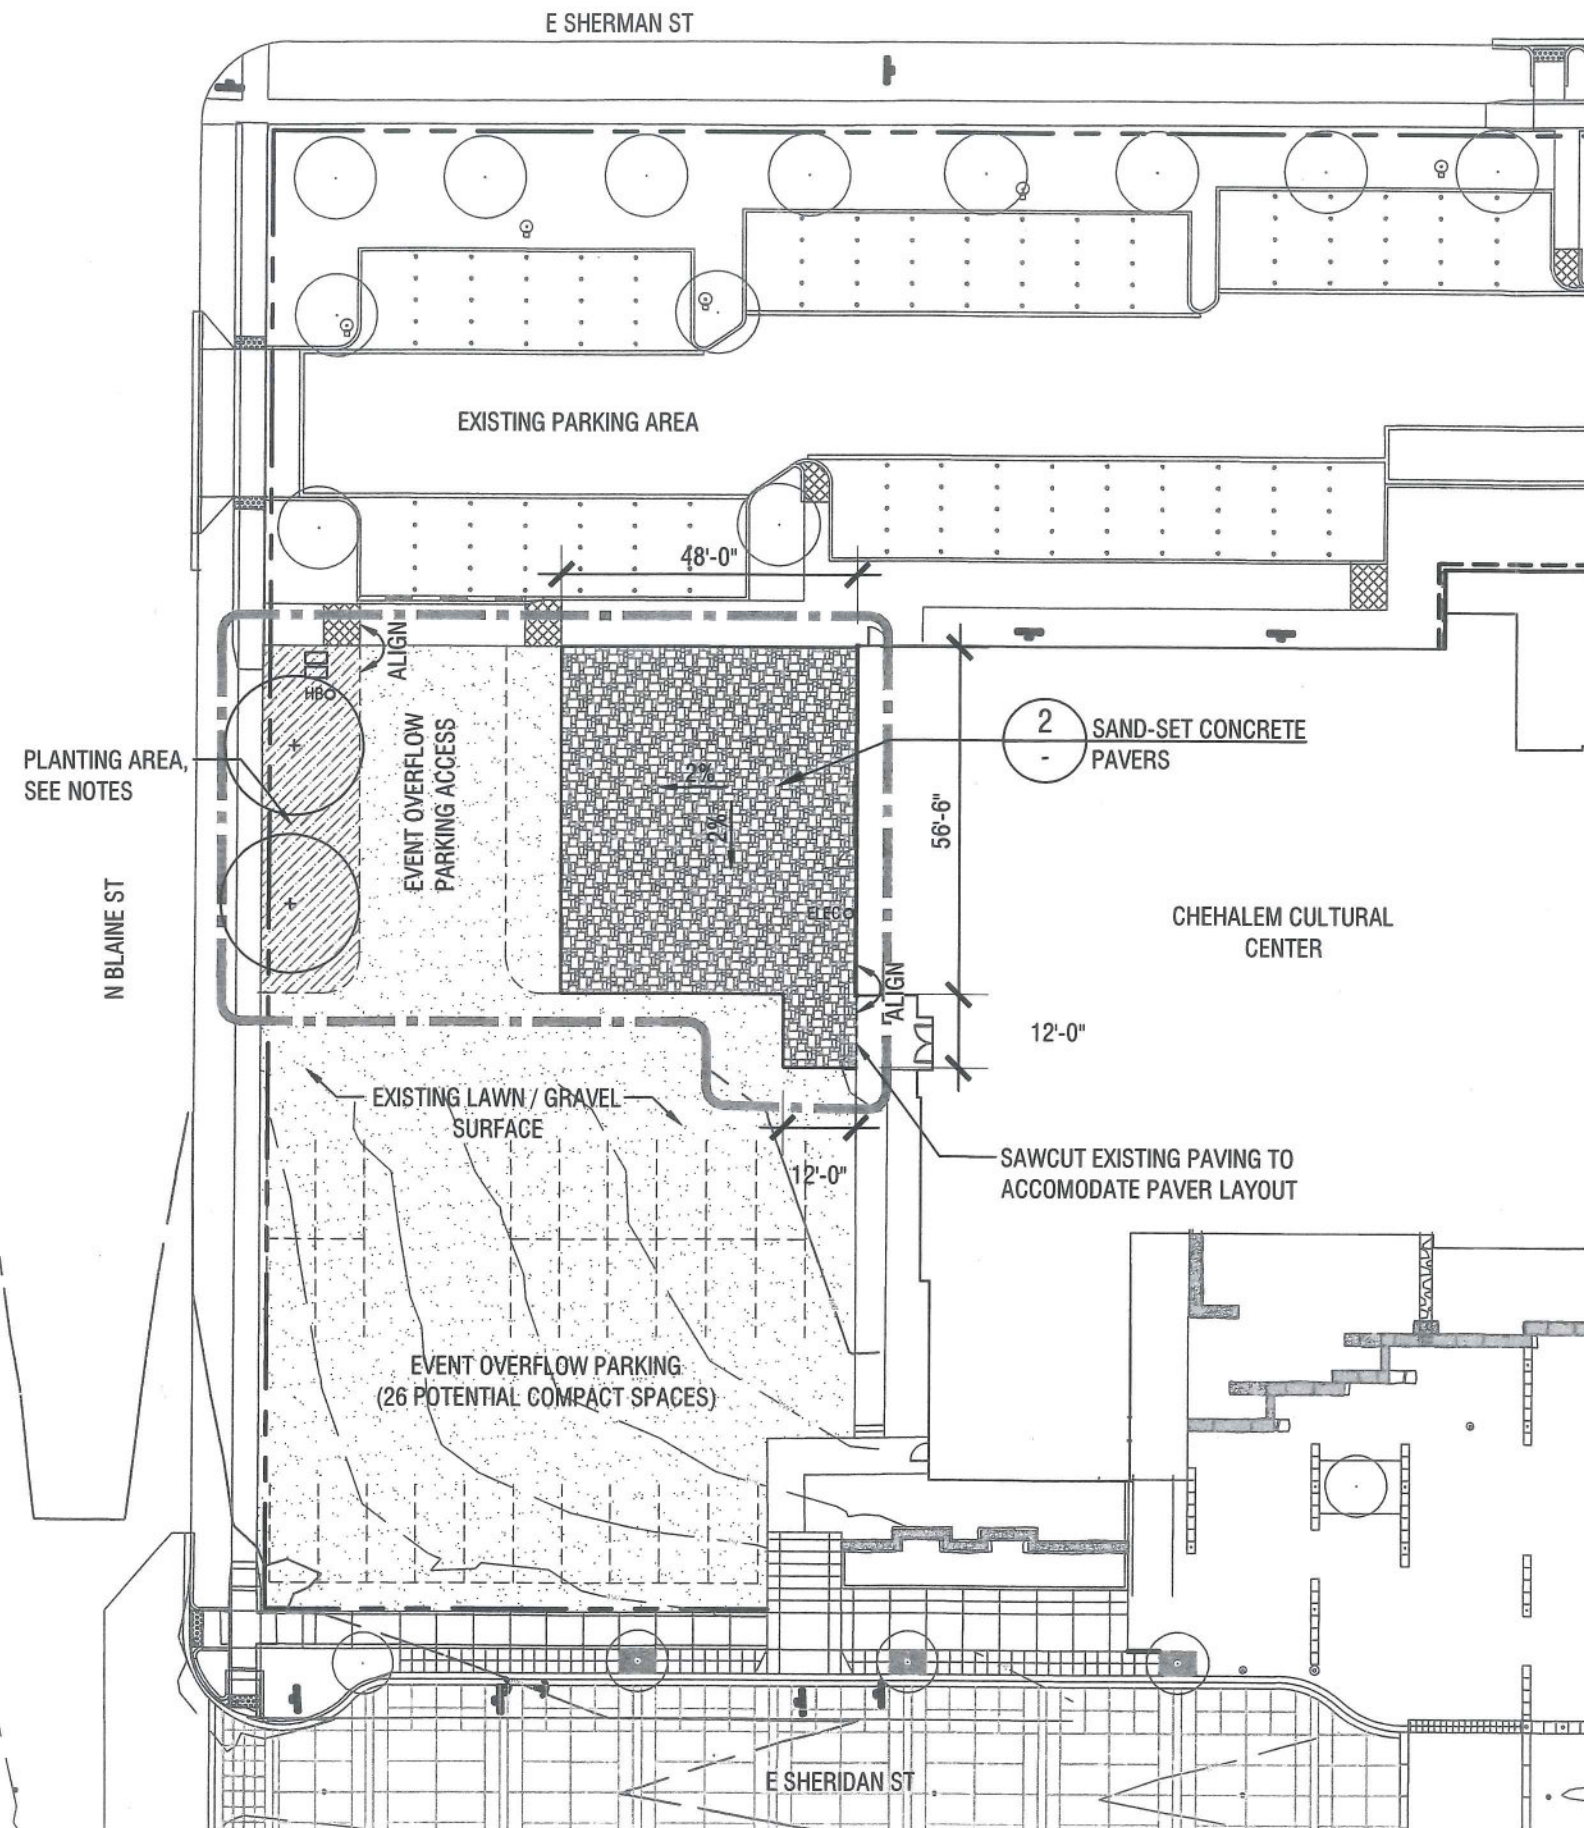 E SHERMAN ST
EXISTING PARKING AREA
48'-0"
ALIGN
HB
EVENT OVERFLOW
PARKING ACCESS
2
-
SAND-SET CONCRETE
PAVERS
PLANTING AREA,
SEE NOTES
2%
2%
56'-6"
N BLAINE ST
ELEC
CHEHALEM CULTURAL
CENTER
ALIGN
12'-0"
EXISTING LAWN / GRAVEL
SURFACE
12'-0"
SAWCUT EXISTING PAVING TO
ACCOMODATE PAVER LAYOUT
EVENT OVERFLOW PARKING
(26 POTENTIAL COMPACT SPACES)
E SHERIDAN ST